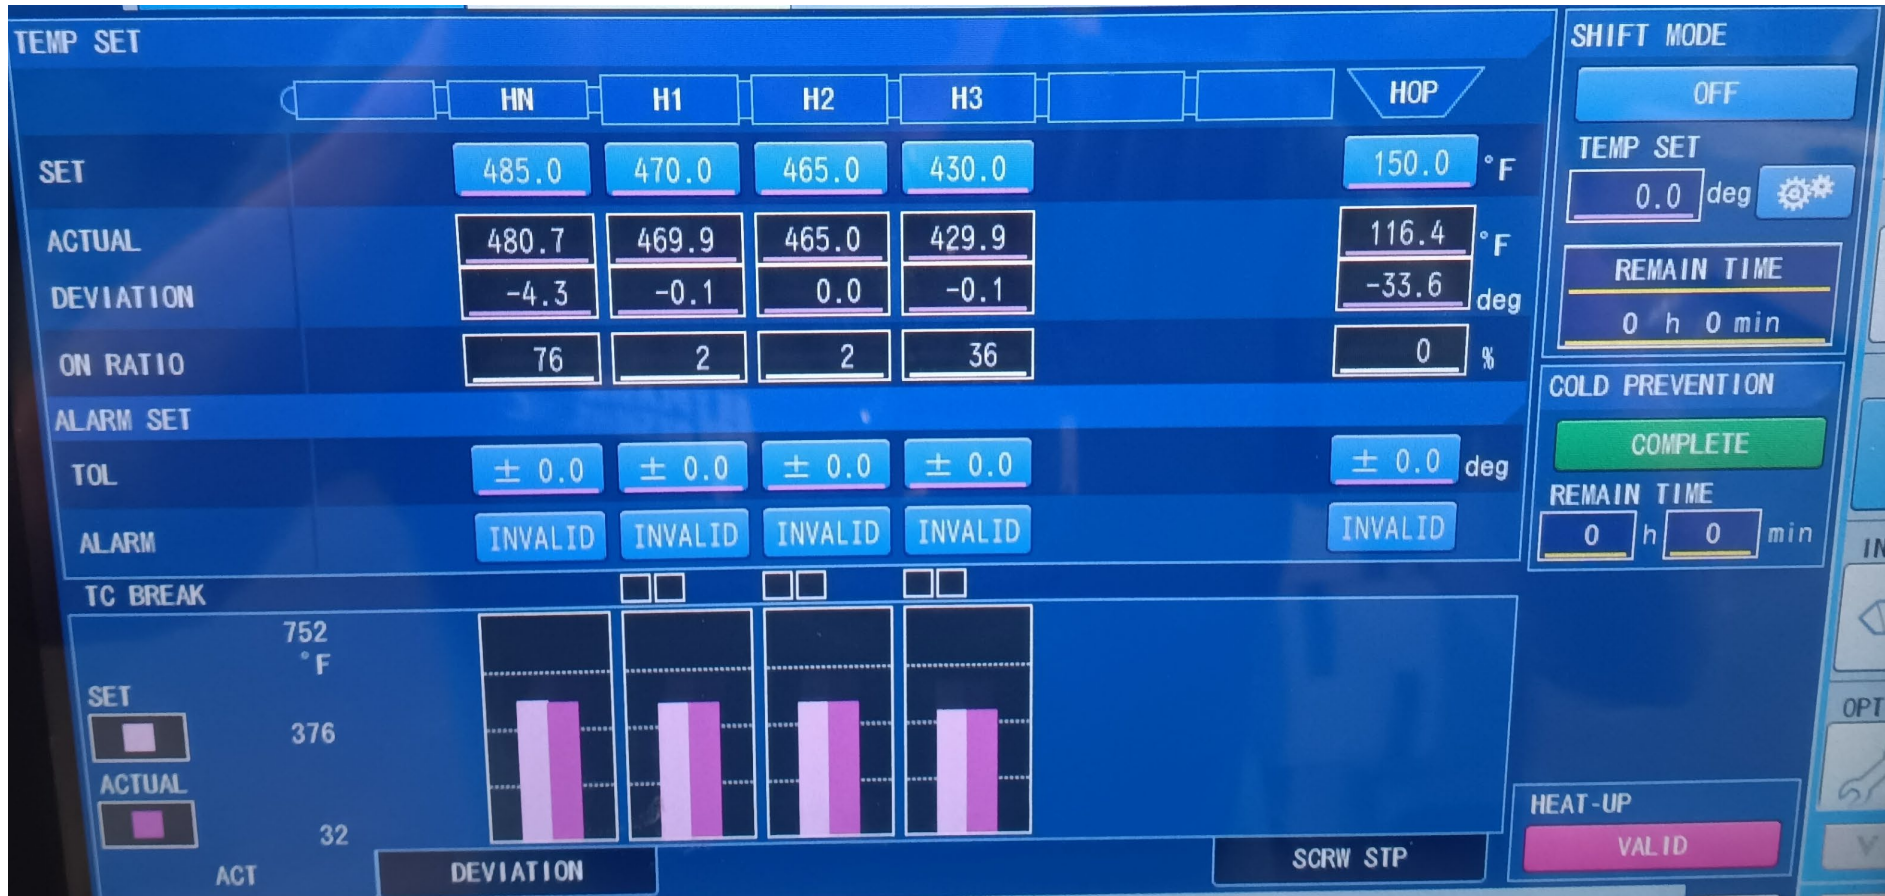 TEMP SET
HN H1 H2 H3 HOP
SET 485.0 470.0 465.0 430.0 150.0 °F
ACTUAL 480.7 469.9 465.0 429.9 116.4 °F
DEVIATION -4.3 -0.1 0.0 -0.1 -33.6 deg
ON RATIO 76 2 2 36 0 %
ALARM SET
TOL ± 0.0 ± 0.0 ± 0.0 ± 0.0 ± 0.0 deg
ALARM INVALID INVALID INVALID INVALID INVALID
TC BREAK
752
°F
SET
376
ACTUAL
32
ACT DEVIATION SCRW STP
SHIFT MODE
OFF
TEMP SET
0.0 deg
REMAIN TIME
0 h 0 min
COLD PREVENTION
COMPLETE
REMAIN TIME
0 h 0 min
HEAT-UP
VALID
IN
OPT